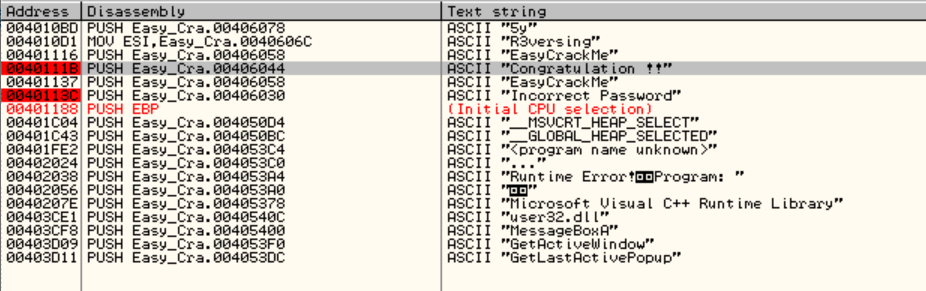 Address Disassembly Text string
004010BD PUSH Easy_Cra.00406078 ASCII "5y"
004010D1 MOV ESI,Easy_Cra.0040606C ASCII "R3versing"
00401116 PUSH Easy_Cra.00406058 ASCII "EasyCrackMe"
0040111B PUSH Easy_Cra.00406044 ASCII "Congratulation !!"
00401137 PUSH Easy_Cra.00406058 ASCII "EasyCrackMe"
0040113C PUSH Easy_Cra.00406030 ASCII "Incorrect Password"
00401188 PUSH EBP (Initial CPU selection)
00401C04 PUSH Easy_Cra.004050D4 ASCII "__MSVCRT_HEAP_SELECT"
00401C43 PUSH Easy_Cra.004050BC ASCII "__GLOBAL_HEAP_SELECTED"
00401FE2 PUSH Easy_Cra.004053C4 ASCII "<program name unknown>"
00402024 PUSH Easy_Cra.004053C0 ASCII "..."
00402038 PUSH Easy_Cra.004053A4 ASCII "Runtime Error!Program: "
00402056 PUSH Easy_Cra.004053A0 ASCII ""
0040207E PUSH Easy_Cra.00405378 ASCII "Microsoft Visual C++ Runtime Library"
00403CE1 PUSH Easy_Cra.0040540C ASCII "user32.dll"
00403CF8 PUSH Easy_Cra.00405400 ASCII "MessageBoxA"
00403D09 PUSH Easy_Cra.004053F0 ASCII "GetActiveWindow"
00403D11 PUSH Easy_Cra.004053DC ASCII "GetLastActivePopup"